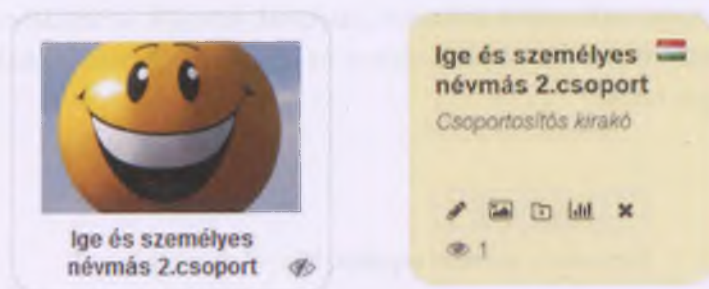 Ige és személyes
névmás 2.csoport
Ige és személyes
névmás 2.csoport
Csoportosítós kirakó
1